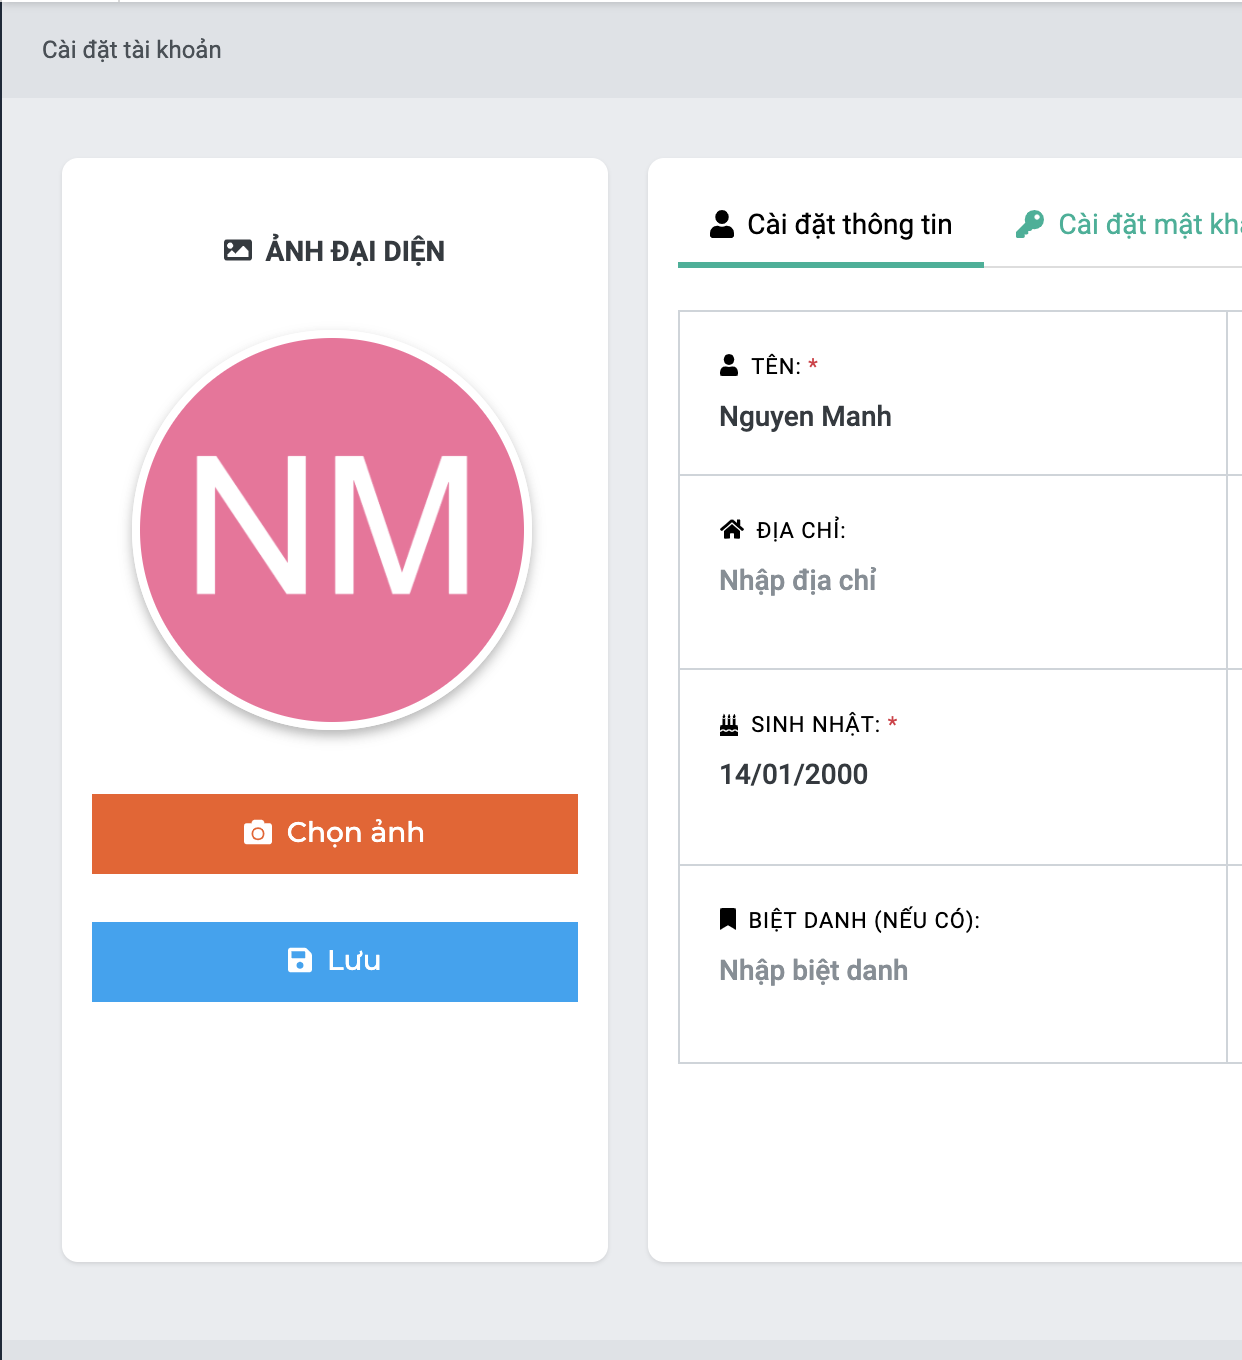 Cài đặt tài khoản
ẢNH ĐẠI DIỆN
NM
Chọn ảnh
Lưu
Cài đặt thông tin
Cài đặt mật
TÊN: *
Nguyen Manh
ĐỊA CHỈ:
Nhập địa chỉ
SINH NHẬT: *
14/01/2000
BIỆT DANH (NẾU CÓ):
Nhập biệt danh